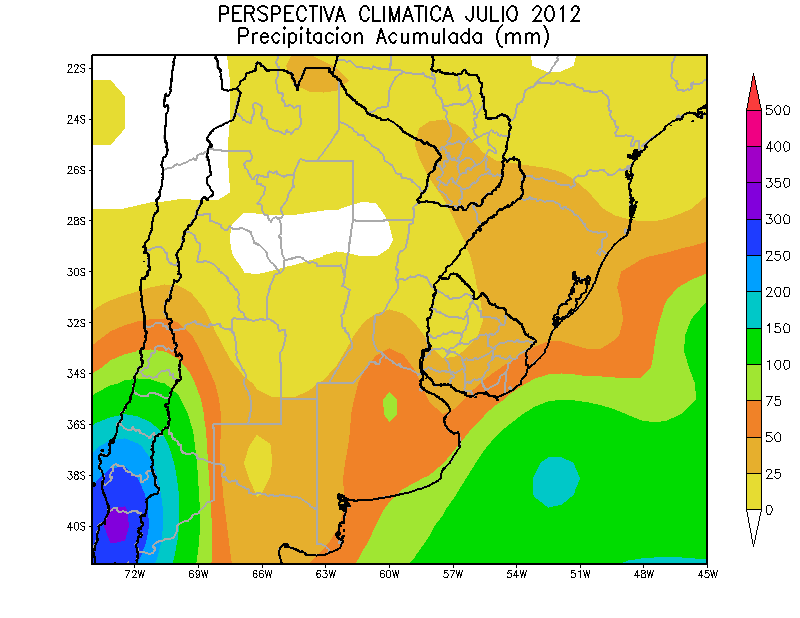 PERSPECTIVA CLIMATICA JULIO 2012
Precipitacion Acumulada (mm)
22S
24S
26S
28S
30S
32S
34S
36S
38S
40S
72W
69W
66W
63W
60W
57W
54W
51W
48W
45W
500
400
350
300
250
200
150
100
75
50
25
0